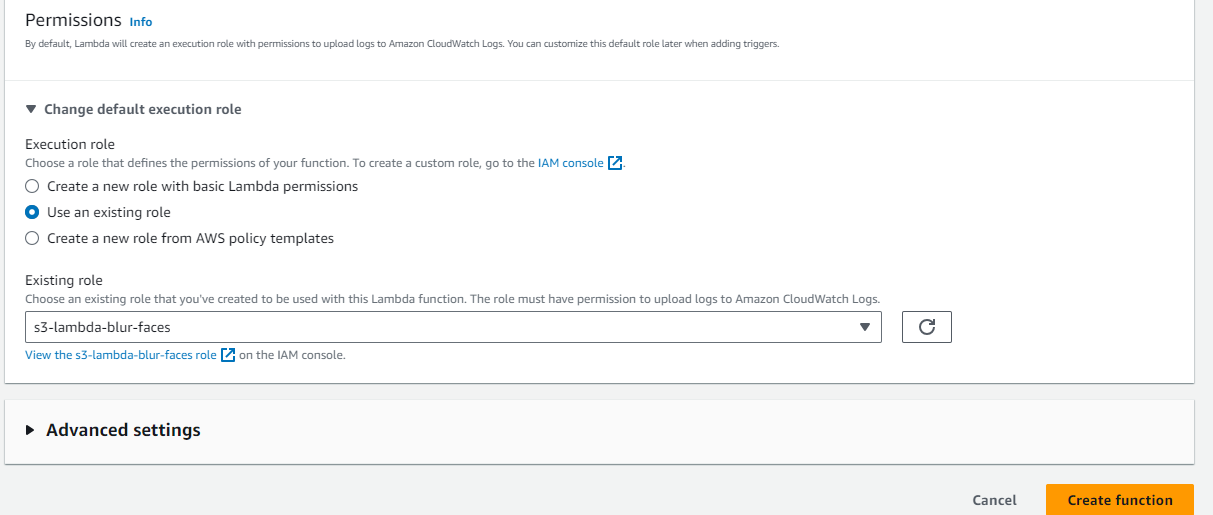 Permissions Info
By default, Lambda will create an execution role with permissions to upload logs to Amazon CloudWatch Logs. You can customize this default role later when adding triggers.
Change default execution role
Execution role
Choose a role that defines the permissions of your function. To create a custom role, go to the IAM console.
Create a new role with basic Lambda permissions
Use an existing role
Create a new role from AWS policy templates
Existing role
Choose an existing role that you've created to be used with this Lambda function. The role must have permission to upload logs to Amazon CloudWatch Logs.
s3-lambda-blur-faces
View the s3-lambda-blur-faces role on the IAM console.
Advanced settings
Cancel Create function